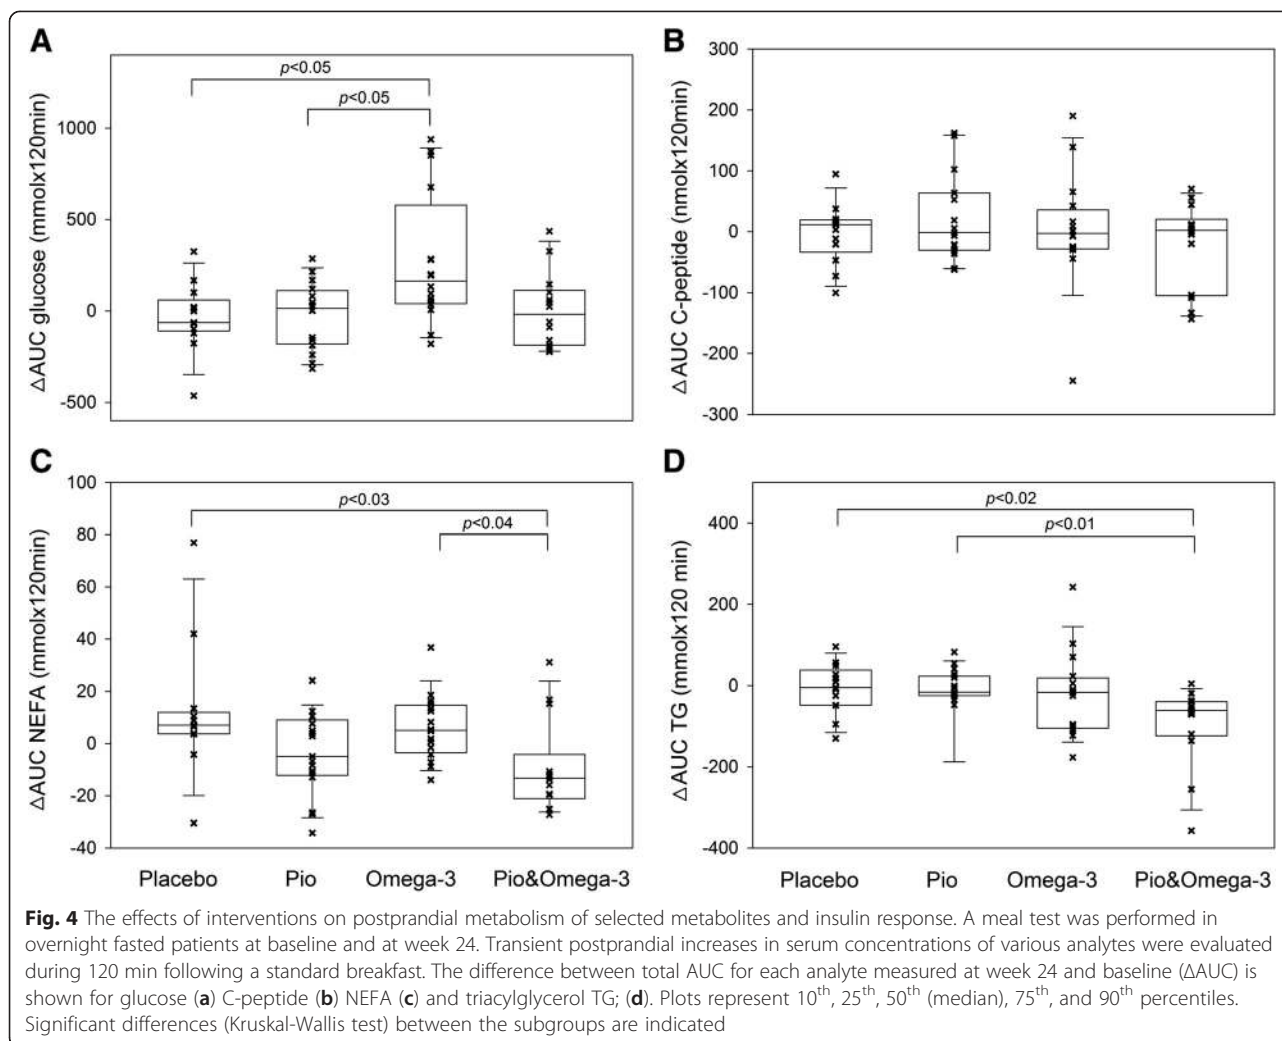 A
ΔAUC glucose (mmolx120min)
1000
500
0
-500
p<0.05
p<0.05
B
ΔAUC C-peptide (nmolx120min)
300
200
100
0
-100
-200
-300
C
ΔAUC NEFA (mmolx120min)
100
80
60
40
20
0
-20
-40
p<0.03
p<0.04
Placebo Pio Omega-3 Pio&Omega-3
D
ΔAUC TG (mmolx120 min)
400
200
0
-200
-400
p<0.02
p<0.01
Placebo Pio Omega-3 Pio&Omega-3
Fig. 4 The effects of interventions on postprandial metabolism of selected metabolites and insulin response. A meal test was performed in
overnight fasted patients at baseline and at week 24. Transient postprandial increases in serum concentrations of various analytes were evaluated
during 120 min following a standard breakfast. The difference between total AUC for each analyte measured at week 24 and baseline (ΔAUC) is
shown for glucose (a) C-peptide (b) NEFA (c) and triacylglycerol TG; (d). Plots represent 10th, 25th, 50th (median), 75th, and 90th percentiles.
Significant differences (Kruskal-Wallis test) between the subgroups are indicated